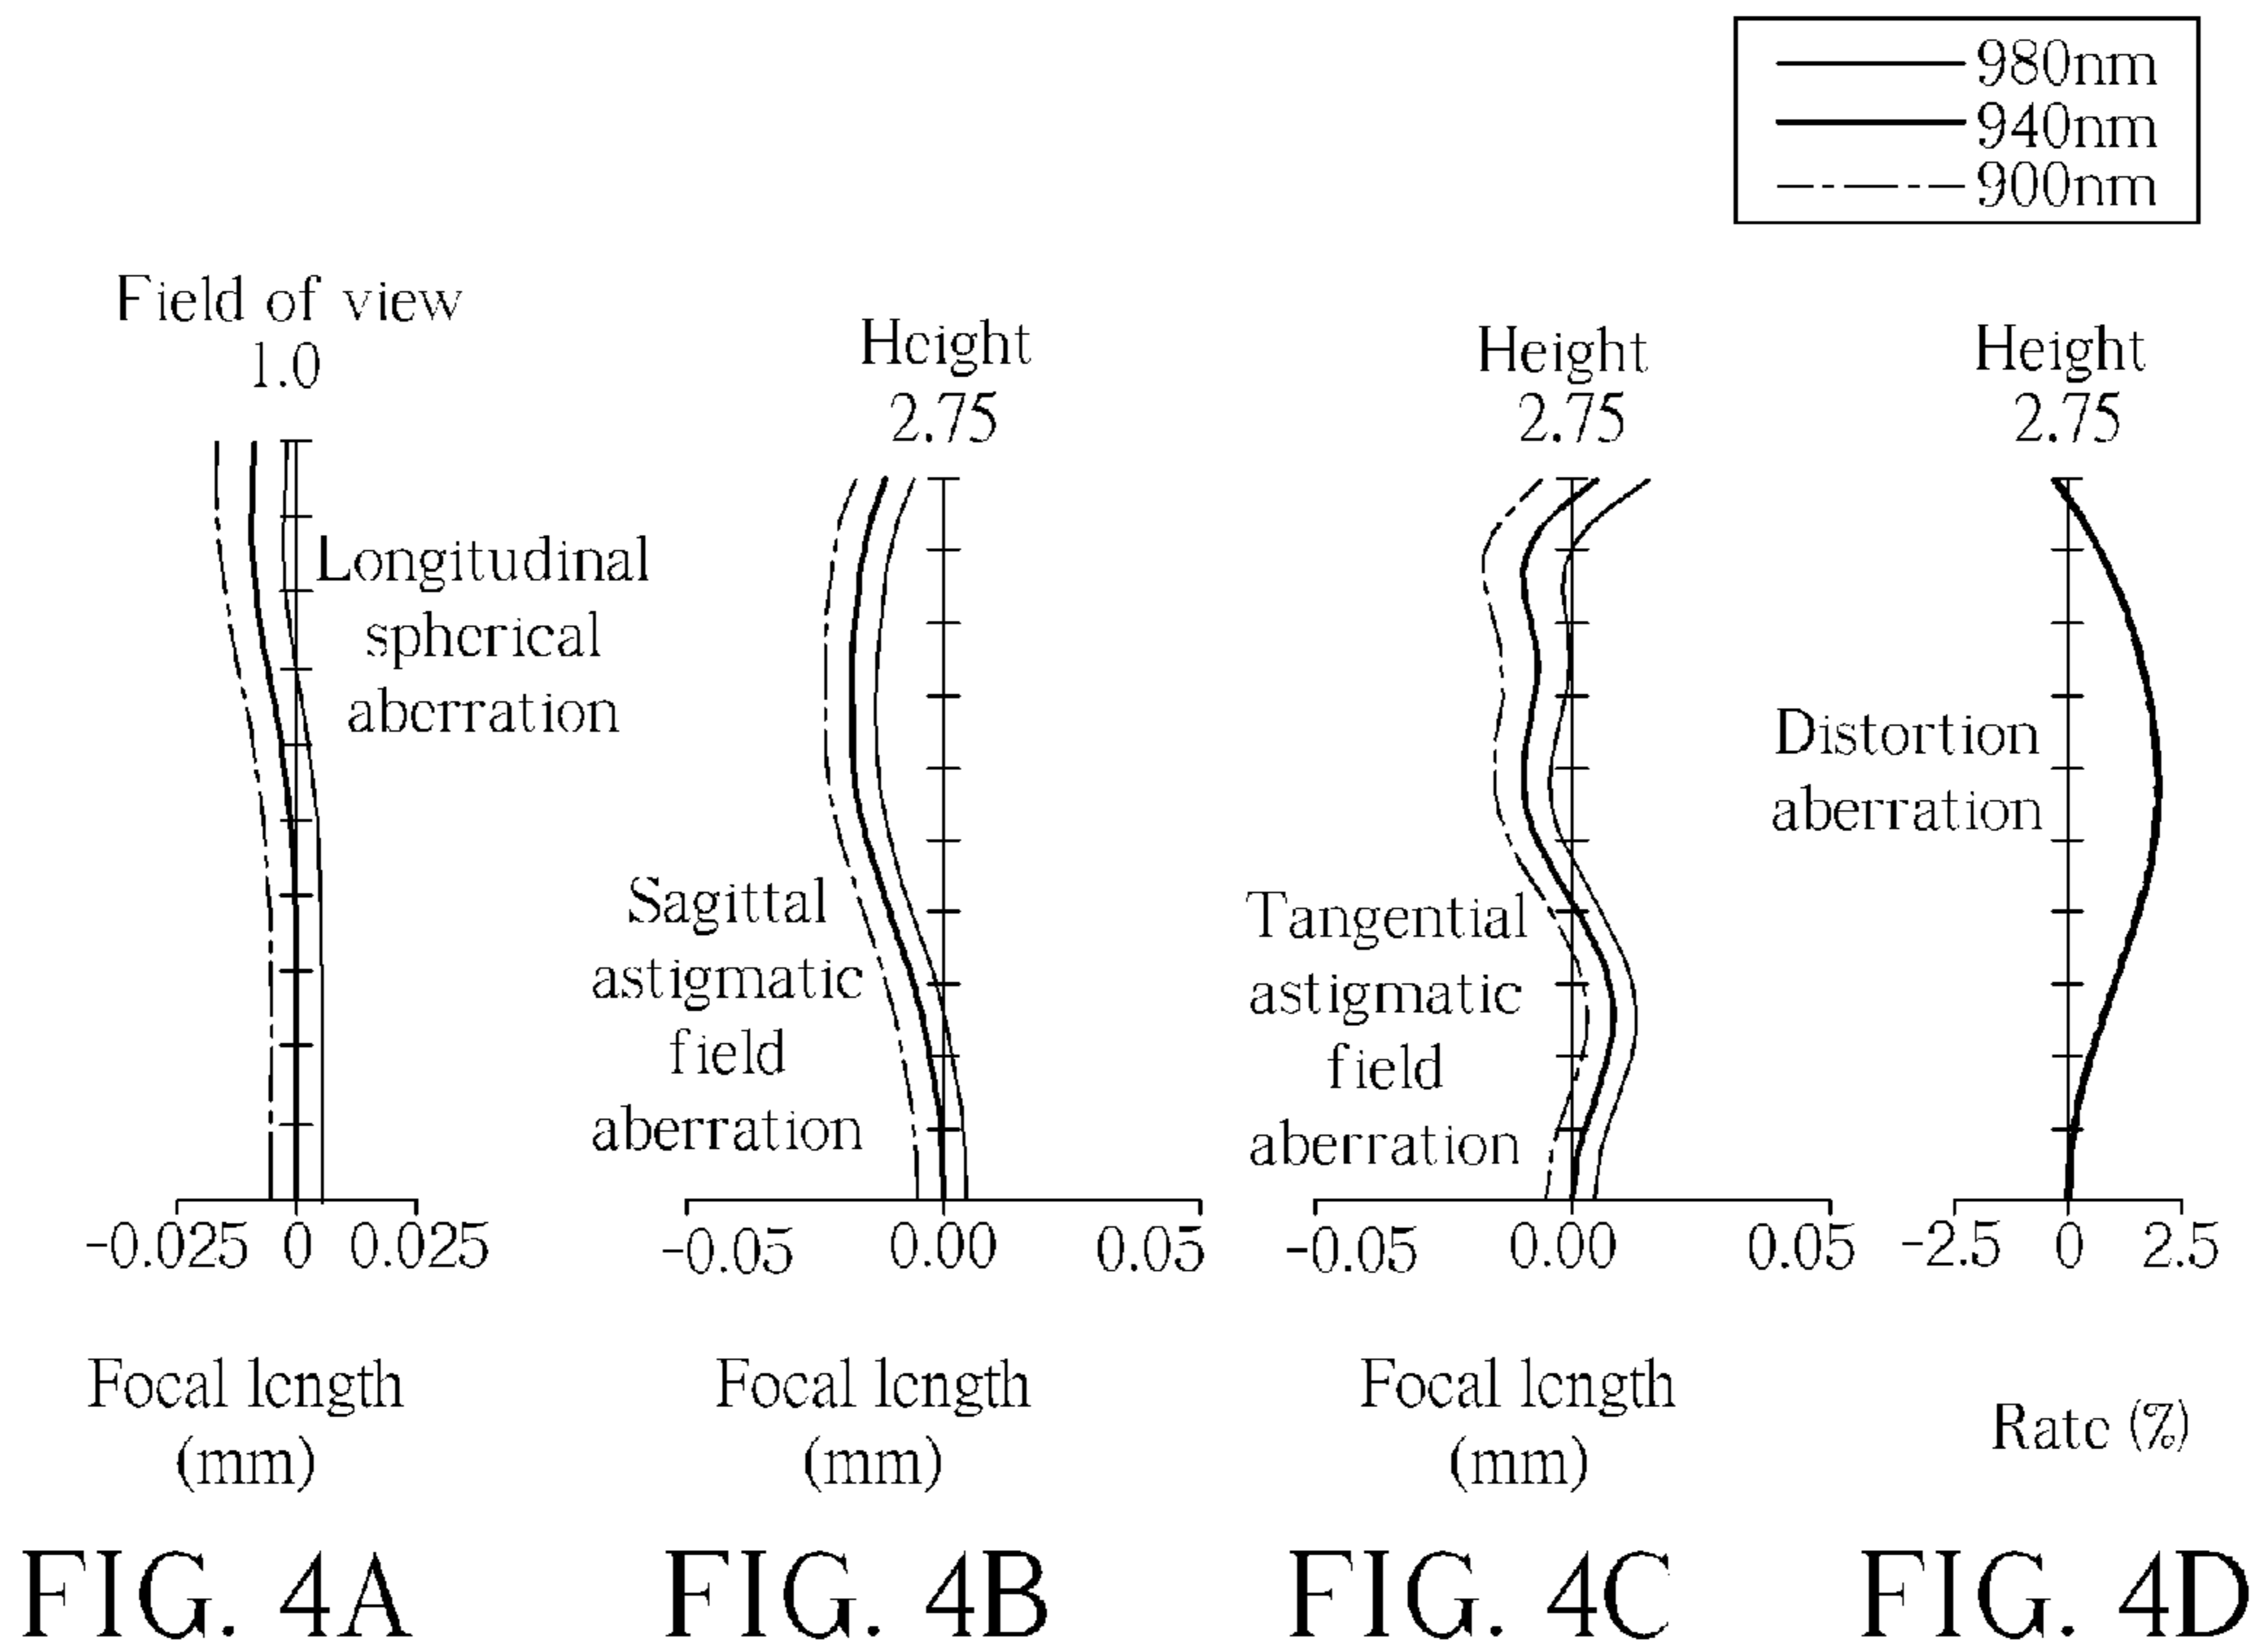 980nm
940nm
900nm
Field of view
1.0
Longitudinal
spherical
aberration
-0.025 0 0.025
Focal length
(mm)
FIG. 4A
Height
2.75
Sagittal
astigmatic
field
aberration
-0.05 0.00 0.05
Focal length
(mm)
FIG. 4B
Height
2.75
Tangential
astigmatic
field
aberration
-0.05 0.00 0.05
Focal length
(mm)
FIG. 4C
Height
2.75
Distortion
aberration
-2.5 0 2.5
Rate (%)
FIG. 4D